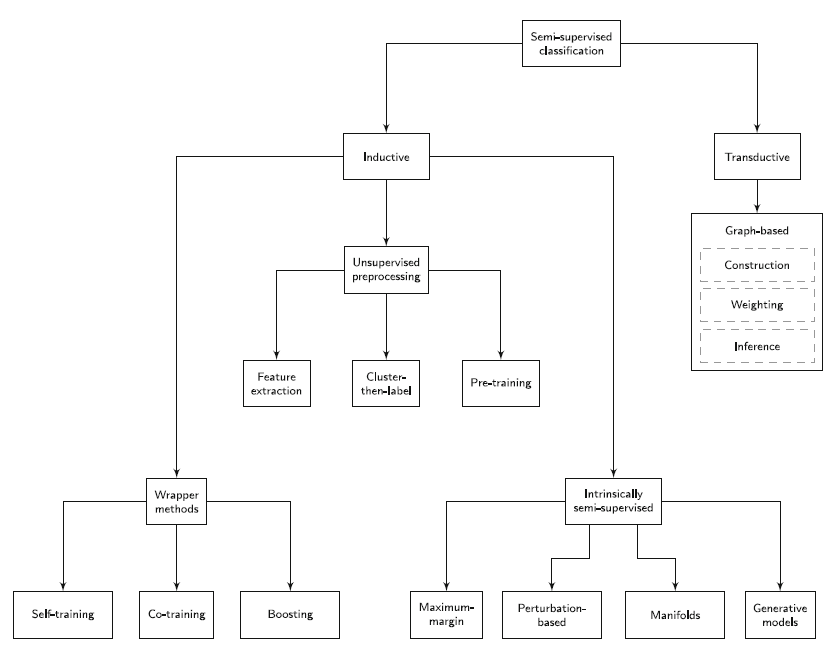 Semi-supervised
classification
Inductive
Transductive
Graph-based
Construction
Weighting
Inference
Unsupervised
preprocessing
Feature
extraction
Cluster-
then-label
Pre-training
Wrapper
methods
Intrinsically
semi-supervised
Self-training
Co-training
Boosting
Maximum-
margin
Perturbation-
based
Manifolds
Generative
models